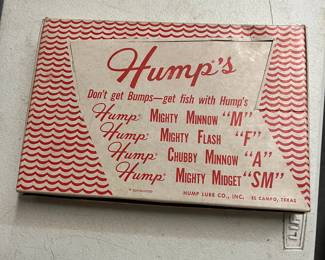 Hump's
Don't get Bumps—get fish with Hump's
Hump MIGHTY MINNOW "M"
Hump MIGHTY FLASH "F"
Hump CHUBBY MINNOW "A"
Hump MIGHTY MIDGET "SM"
HUMP LURE CO., INC. EL CAMPO, TEXAS